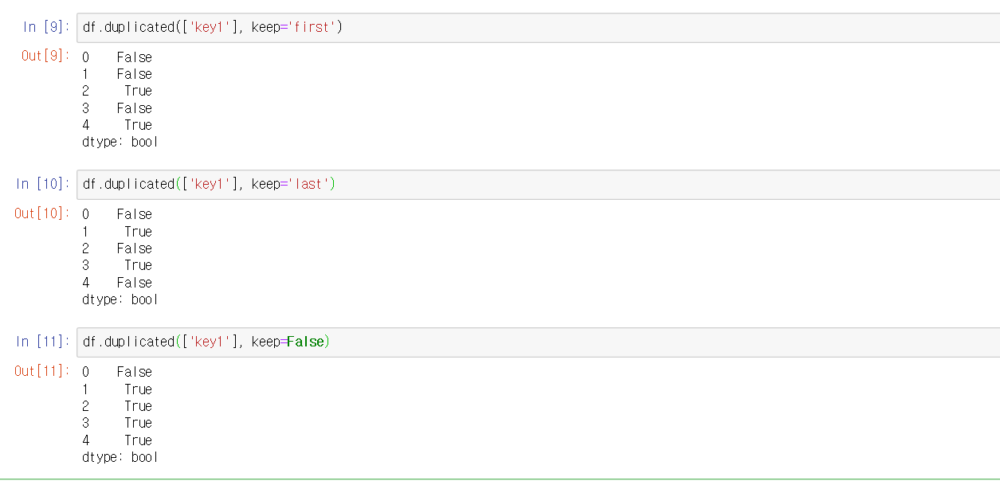 In [9]: df.duplicated(['key1'], keep='first')
Out[9]: 0 False
1 False
2 True
3 False
4 True
dtype: bool
In [10]: df.duplicated(['key1'], keep='last')
Out[10]: 0 False
1 True
2 False
3 True
4 False
dtype: bool
In [11]: df.duplicated(['key1'], keep=False)
Out[11]: 0 False
1 True
2 True
3 True
4 True
dtype: bool